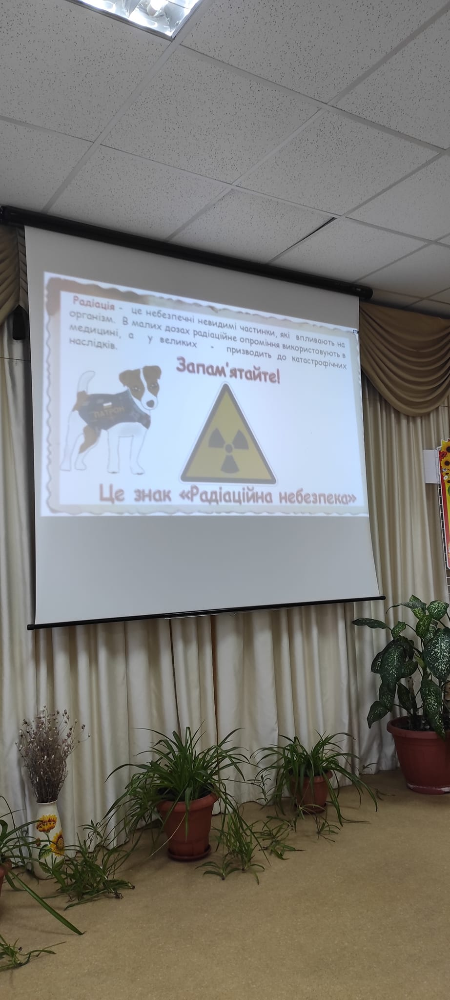 Радіація - це небезпечні невидимі частинки, які впливають на
організм. В малих дозах радіаційне опромінення використовують в
медицині, а у великих - призводить до катастрофічних
наслідків.
Запам'ятайте!
ПАТРОН
Це знак «Радіаційна небезпека»